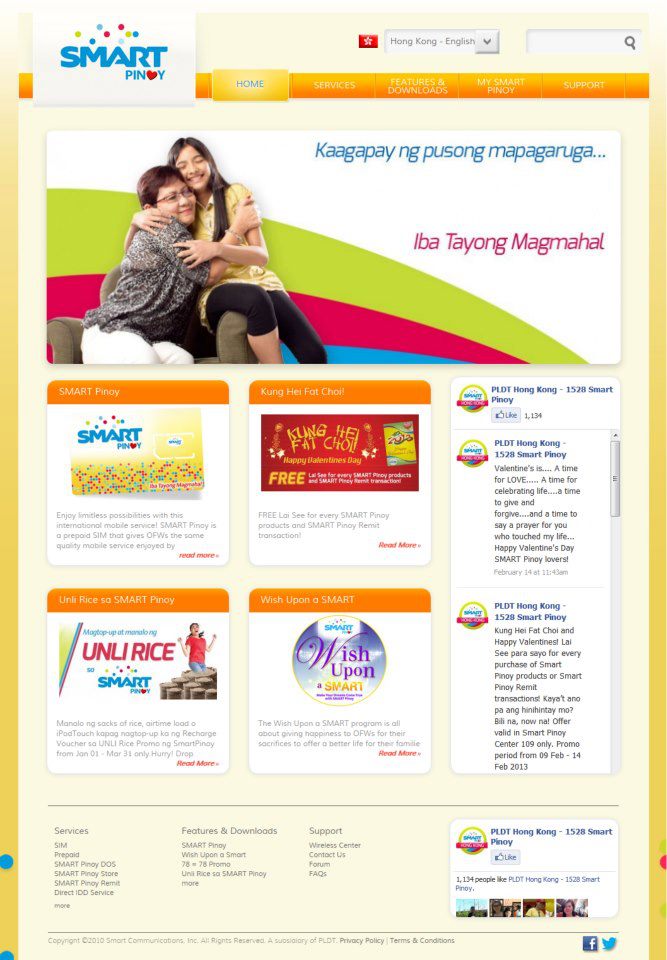 SMART
PINOY
Hong Kong - English
HOME
SERVICES
FEATURES &
DOWNLOADS
MY SMART
PINOY
SUPPORT
Kaagapay ng pusong mapagaruga...
Iba Tayong Magmahal
SMART Pinoy
SMART
PINOY
Iba Tayong Magmahal
Enjoy limitless possibilities with this
international mobile service! SMART Pinoy is
a prepaid SIM that gives OFWs the same
quality mobile service enjoyed by
read more »
Kung Hei Fat Choi!
KUNG HEI
FAT CHOI
Happy Valentines Day
FREE Lai See for every SMART Pinoy products
and SMART Pinoy Remit transaction!
FREE Lai See for every SMART Pinoy
products and SMART Pinoy Remit
transaction!
Read More »
Unli Rice sa SMART Pinoy
Magtop-up at manalo ng
UNLI RICE
sa SMART
PINOY
Manalo ng sacks of rice, airtime load o
iPadTouch kapag nagtop-up ka ng Recharge
Voucher sa UNLI Rice Promo ng SmartPinoy
from Jan 01 - Mar 31 only.Hurry! Drop
Read More »
Wish Upon a SMART
SMART
PINOY
Wish
Upon
a SMART
Make Your Dreams Come True
with SMART Pinoy
The Wish Upon a SMART program is all
about giving happiness to OFWs for their
sacrifices to offer a better life for their familie
Read More »
PLDT Hong Kong - 1528 Smart
Pinoy
Like 1,134
PLDT Hong Kong -
1528 Smart Pinoy
Valentine's is.... A time
for LOVE..... A time for
celebrating life....a time
to give and
forgive....and a time to
say a prayer for you
who touched my life...
Happy Valentine's Day
SMART Pinoy lovers!
February 14 at 11:43am
PLDT Hong Kong -
1528 Smart Pinoy
Kung Hei Fat Choi and
Happy Valentines! Lai
See para sayo for every
purchase of Smart
Pinoy products or Smart
Pinoy Remit
transactions! Kaya't ano
pa ang hinihintay mo?
Bili na, now na! Offer
valid in Smart Pinoy
Center 109 only. Promo
period from 09 Feb - 14
Feb 2013
Services
SIM
Prepaid
SMART Pinoy DOS
SMART Pinoy Store
SMART Pinoy Remit
Direct IDD Service
more
Features & Downloads
SMART Pinoy
Wish Upon a Smart
78 = 78 Promo
Unli Rice sa SMART Pinoy
more
Support
Wireless Center
Contact Us
Forum
FAQs
PLDT Hong Kong - 1528 Smart
Pinoy
Like
1,134 people like PLDT Hong Kong - 1528 Smart
Pinoy.
Copyright ©2010 Smart Communications, Inc. All Rights Reserved. A susidiary of PLDT. Privacy Policy | Terms & Conditions